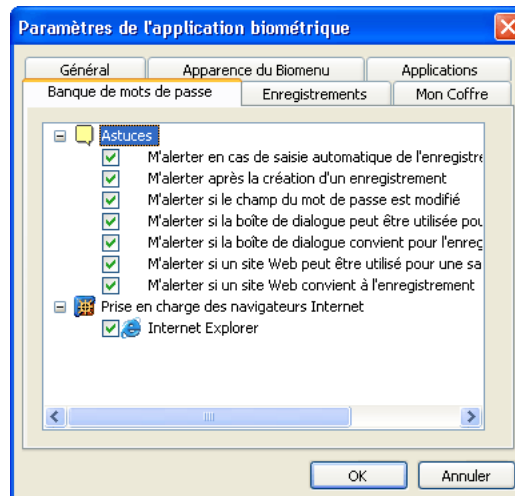 Paramètres de l'application biométrique
Général
Apparence du Biomenu
Applications
Banque de mots de passe
Enregistrements
Mon Coffre
Astuces
M'alerter en cas de saisie automatique de l'enregistre
M'alerter après la création d'un enregistrement
M'alerter si le champ du mot de passe est modifié
M'alerter si la boîte de dialogue peut être utilisée pou
M'alerter si la boîte de dialogue convient pour l'enreg
M'alerter si un site Web peut être utilisé pour une sa
M'alerter si un site Web convient à l'enregistrement
Prise en charge des navigateurs Internet
Internet Explorer
OK
Annuler